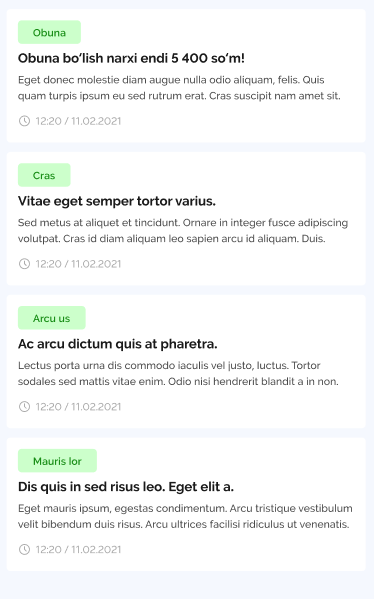 Obuna
Obuna bo‘lish narxi endi 5 400 so‘m!
Eget donec molestie diam augue nulla odio aliquam, felis. Quis
quam turpis ipsum eu sed rutrum erat. Cras suscipit nam amet sit.
12:20 / 11.02.2021
Cras
Vitae eget semper tortor varius.
Sed metus at aliquet et tincidunt. Ornare in integer fusce adipiscing
volutpat. Cras id diam aliquam leo sapien arcu id aliquam. Duis.
12:20 / 11.02.2021
Arcu us
Ac arcu dictum quis at pharetra.
Lectus porta urna dis commodo iaculis vel justo, luctus. Tortor
sodales sed mattis vitae enim. Odio nisi hendrerit blandit a in non.
12:20 / 11.02.2021
Mauris lor
Dis quis in sed risus leo. Eget elit a.
Eget mauris ipsum, egestas condimentum. Arcu tristique vestibulum
velit bibendum duis risus. Arcu ultrices facilisi ridiculus ut venenatis.
12:20 / 11.02.2021